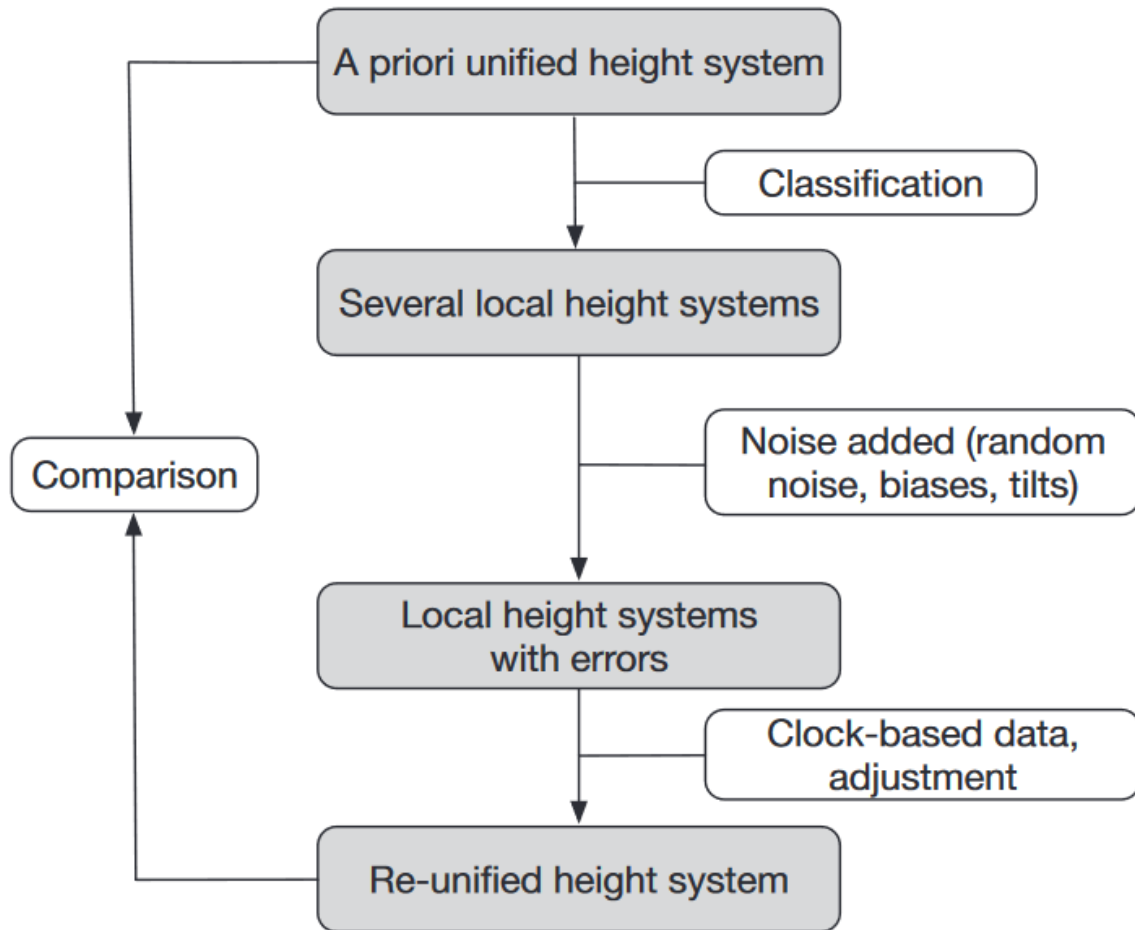 A priori unified height system
Classification
Several local height systems
Noise added (random
noise, biases, tilts)
Comparison
Local height systems
with errors
Clock-based data,
adjustment
Re-unified height system